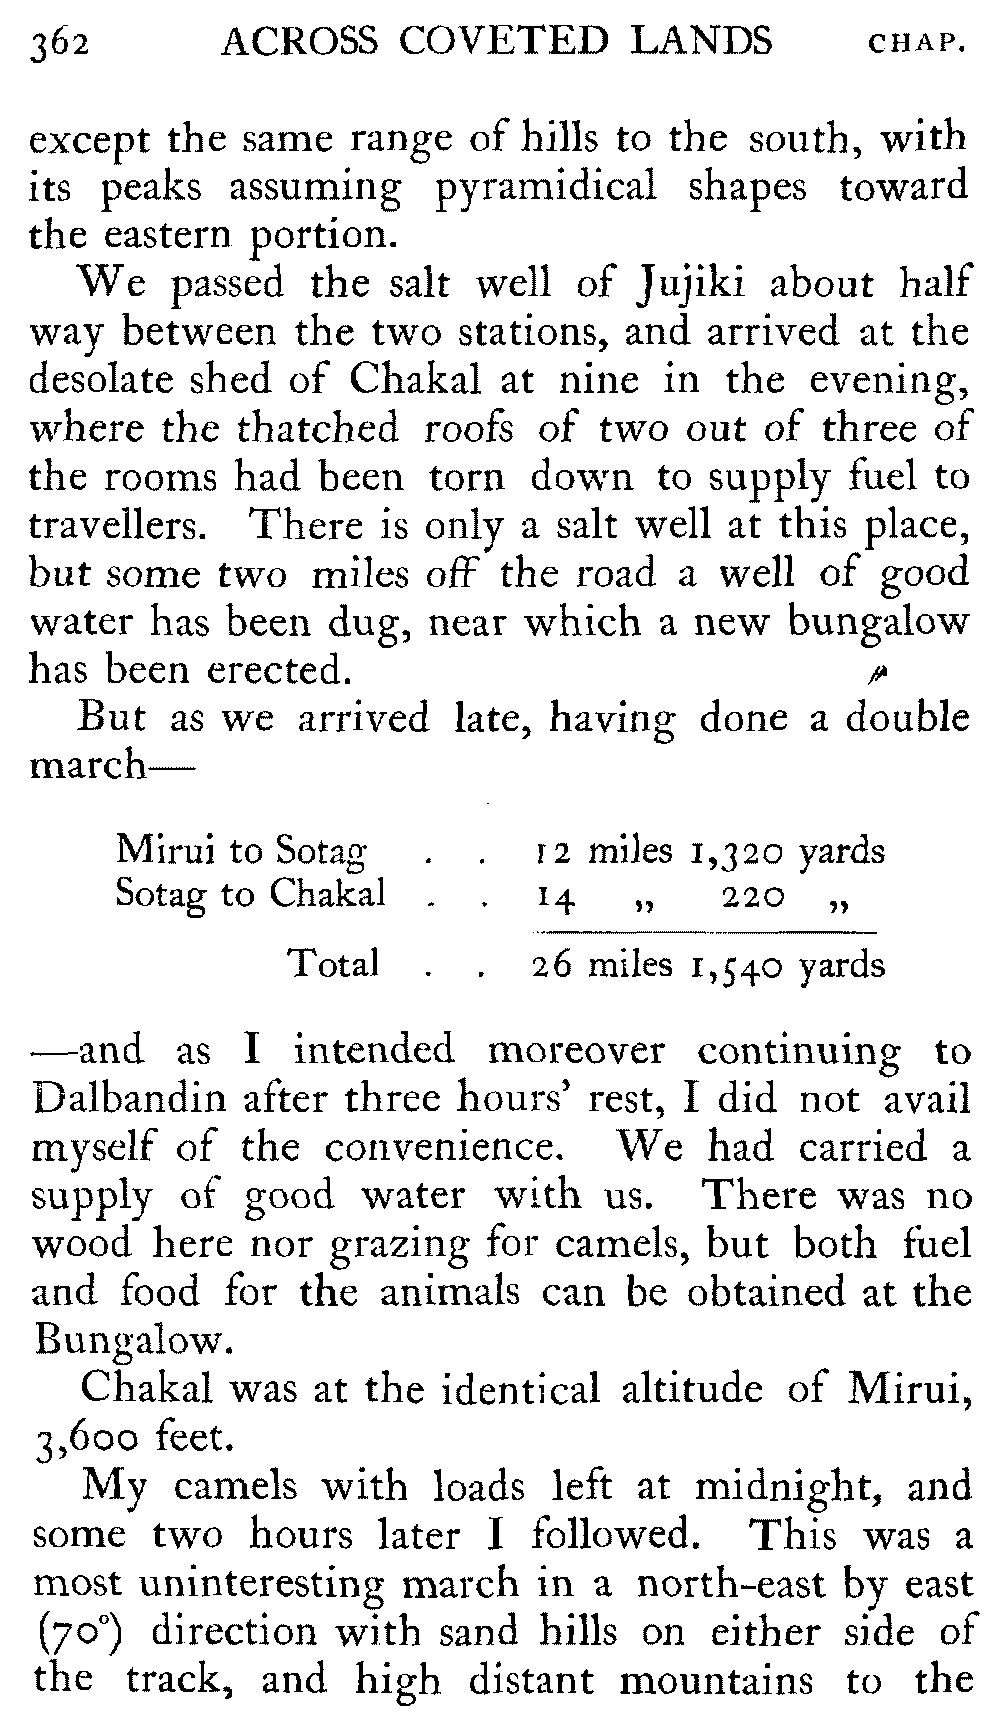 362 ACROSS COVETED LANDS CHAP.
except the same range of hills to the south, with
its peaks assuming pyramidical shapes toward
the eastern portion.
We passed the salt well of Jujiki about half
way between the two stations, and arrived at the
desolate shed of Chakal at nine in the evening,
where the thatched roofs of two out of three of
the rooms had been torn down to supply fuel to
travellers. There is only a salt well at this place,
but some two miles off the road a well of good
water has been dug, near which a new bungalow
has been erected.
But as we arrived late, having done a double
march—
Mirui to Sotag . . 12 miles 1,320 yards
Sotag to Chakal . . 14 „ 220 „
Total . . 26 miles 1,540 yards
—and as I intended moreover continuing to
Dalbandin after three hours' rest, I did not avail
myself of the convenience. We had carried a
supply of good water with us. There was no
wood here nor grazing for camels, but both fuel
and food for the animals can be obtained at the
Bungalow.
Chakal was at the identical altitude of Mirui,
3,600 feet.
My camels with loads left at midnight, and
some two hours later I followed. This was a
most uninteresting march in a north-east by east
(70°) direction with sand hills on either side of
the track, and high distant mountains to the